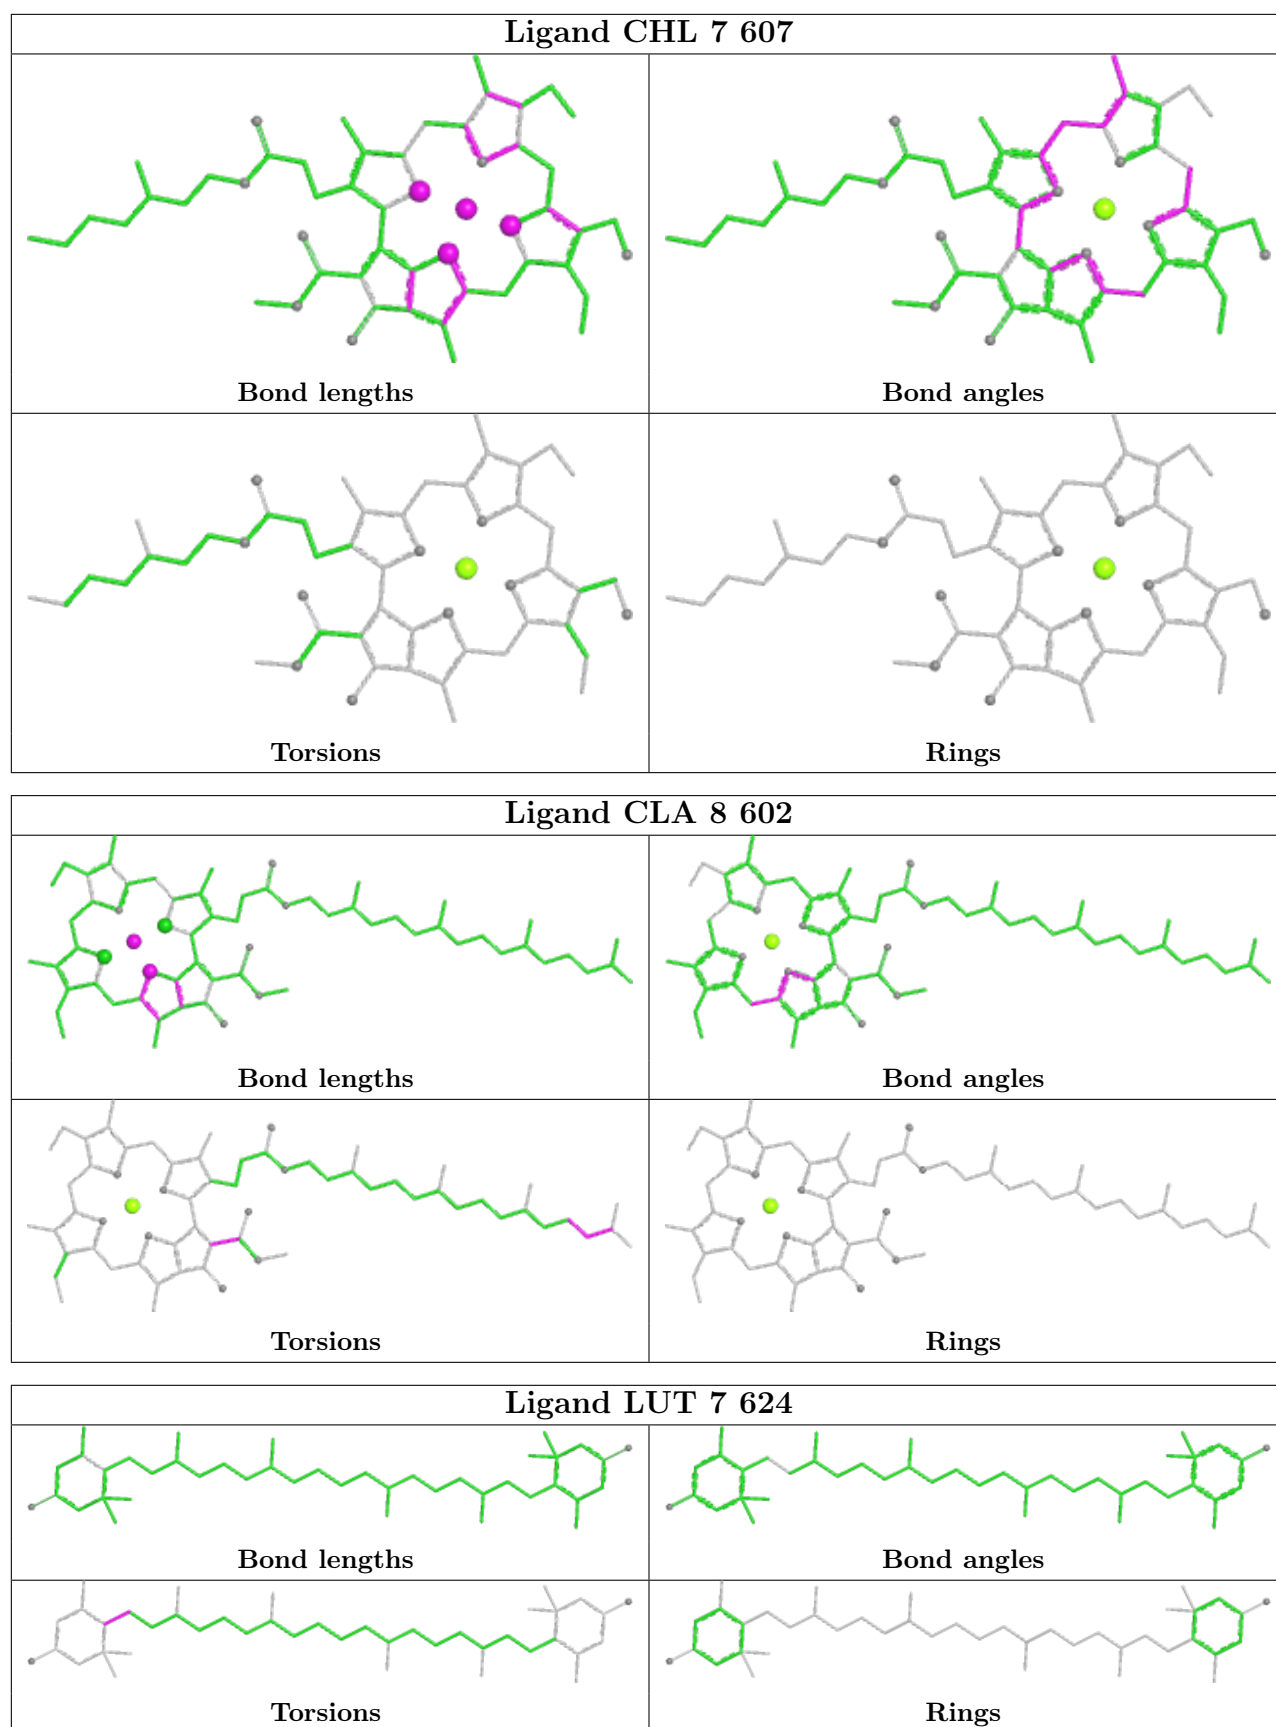 Ligand CHL 7 607
Bond lengths
Bond angles
Torsions
Rings
Ligand CLA 8 602
Bond lengths
Bond angles
Torsions
Rings
Ligand LUT 7 624
Bond lengths
Bond angles
Torsions
Rings